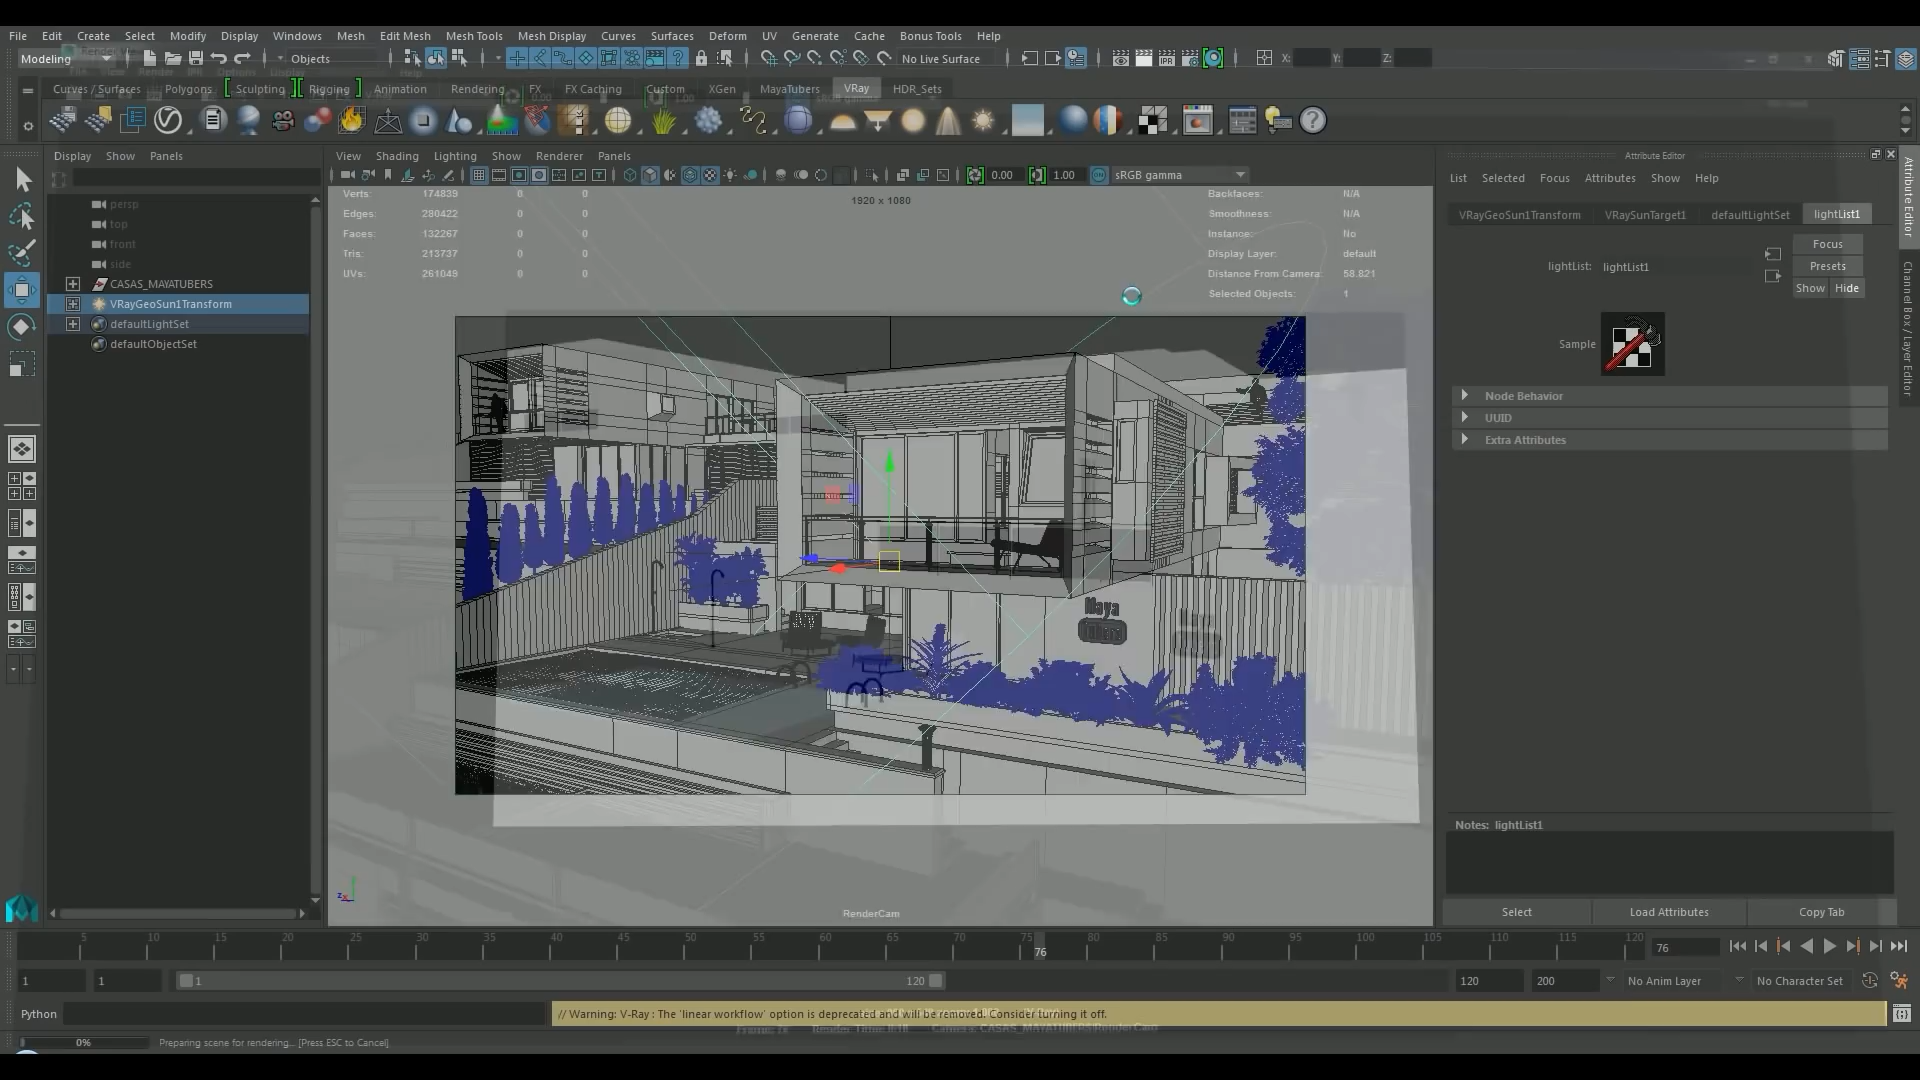 File Edit Create Select Modify Display Windows Mesh Edit Mesh Mesh Tools Mesh Display Curves Surfaces Deform UV Generate Cache Bonus Tools Help
Modeling Objects No Live Surface X: Y: Z:
Curves / Surfaces Polygons Sculpting Rigging Animation Rendering FX FX Caching Custom XGen MayaTubers VRay HDR_Sets
Display Show Panels
View Shading Lighting Show Renderer Panels
0.00 1.00 sRGB gamma
persp
top
front
side
CASAS_MAYATUBERS
VRayGeoSun1Transform
defaultLightSet
defaultObjectSet
Verts: 174839 0 0
Edges: 280422 0 0
Faces: 132267 0 0
Tris: 213737 0 0
UVs: 261049 0 0
1920 x 1080
Backfaces: N/A
Smoothness: N/A
Instance: No
Display Layer: default
Distance From Camera: 58.821
Selected Objects: 1
Maya
RenderCam
Attribute Editor
List Selected Focus Attributes Show Help
VRayGeoSun1Transform VRaySunTarget1 defaultLightSet lightList1
lightList: lightList1
Focus
Presets
Show Hide
Sample
Node Behavior
UUID
Extra Attributes
Notes: lightList1
Select Load Attributes Copy Tab
Attribute Editor
Channel Box / Layer Editor
5 10 15 20 25 30 35 40 45 50 55 60 65 70 75 80 85 90 95 100 105 110 115 120
76
76
1 1 1 120 120 200 No Anim Layer No Character Set
Python
// Warning: V-Ray : The 'linear workflow' option is deprecated and will be removed. Consider turning it off.
0% Preparing scene for rendering... [Press ESC to Cancel]